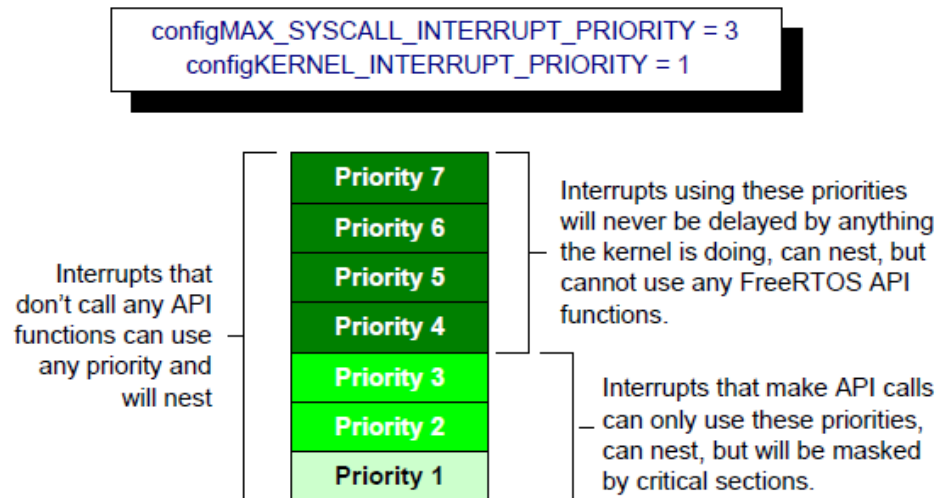 configMAX_SYSCALL_INTERRUPT_PRIORITY = 3
configKERNEL_INTERRUPT_PRIORITY = 1
Interrupts that
don't call any API
functions can use
any priority and
will nest
Priority 7
Priority 6
Priority 5
Priority 4
Priority 3
Priority 2
Priority 1
Interrupts using these priorities
will never be delayed by anything
the kernel is doing, can nest, but
cannot use any FreeRTOS API
functions.
Interrupts that make API calls
can only use these priorities,
can nest, but will be masked
by critical sections.